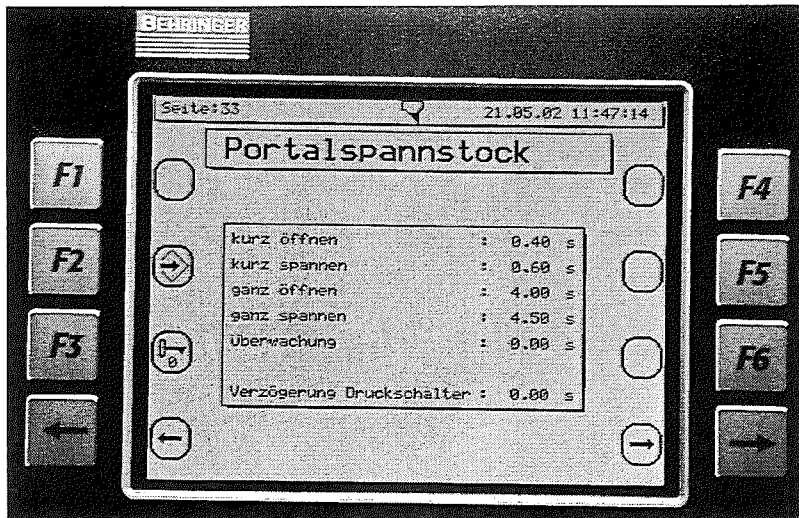 BEHRINGER
Seite:33 21.05.02 11:47:14
Portalspannstock
F1
F2
F3
F4
F5
F6
kurz öffnen : 0.40 s
kurz spannen : 0.60 s
ganz öffnen : 4.00 s
ganz spannen : 4.50 s
überwachung : 0.00 s
Verzögerung Druckschalter : 0.00 s
0